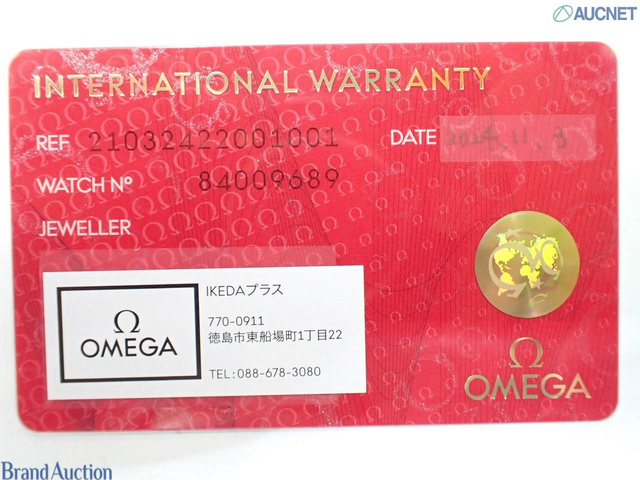 AUCNET
INTERNATIONAL WARRANTY
REF 21032422001001
DATE
WATCH Nº 84009689
JEWELLER
IKEDAプラス
770-0911
徳島市東船場町1丁目22
TEL:088-678-3080
Ω
OMEGA
Ω
OMEGA
Brand Auction